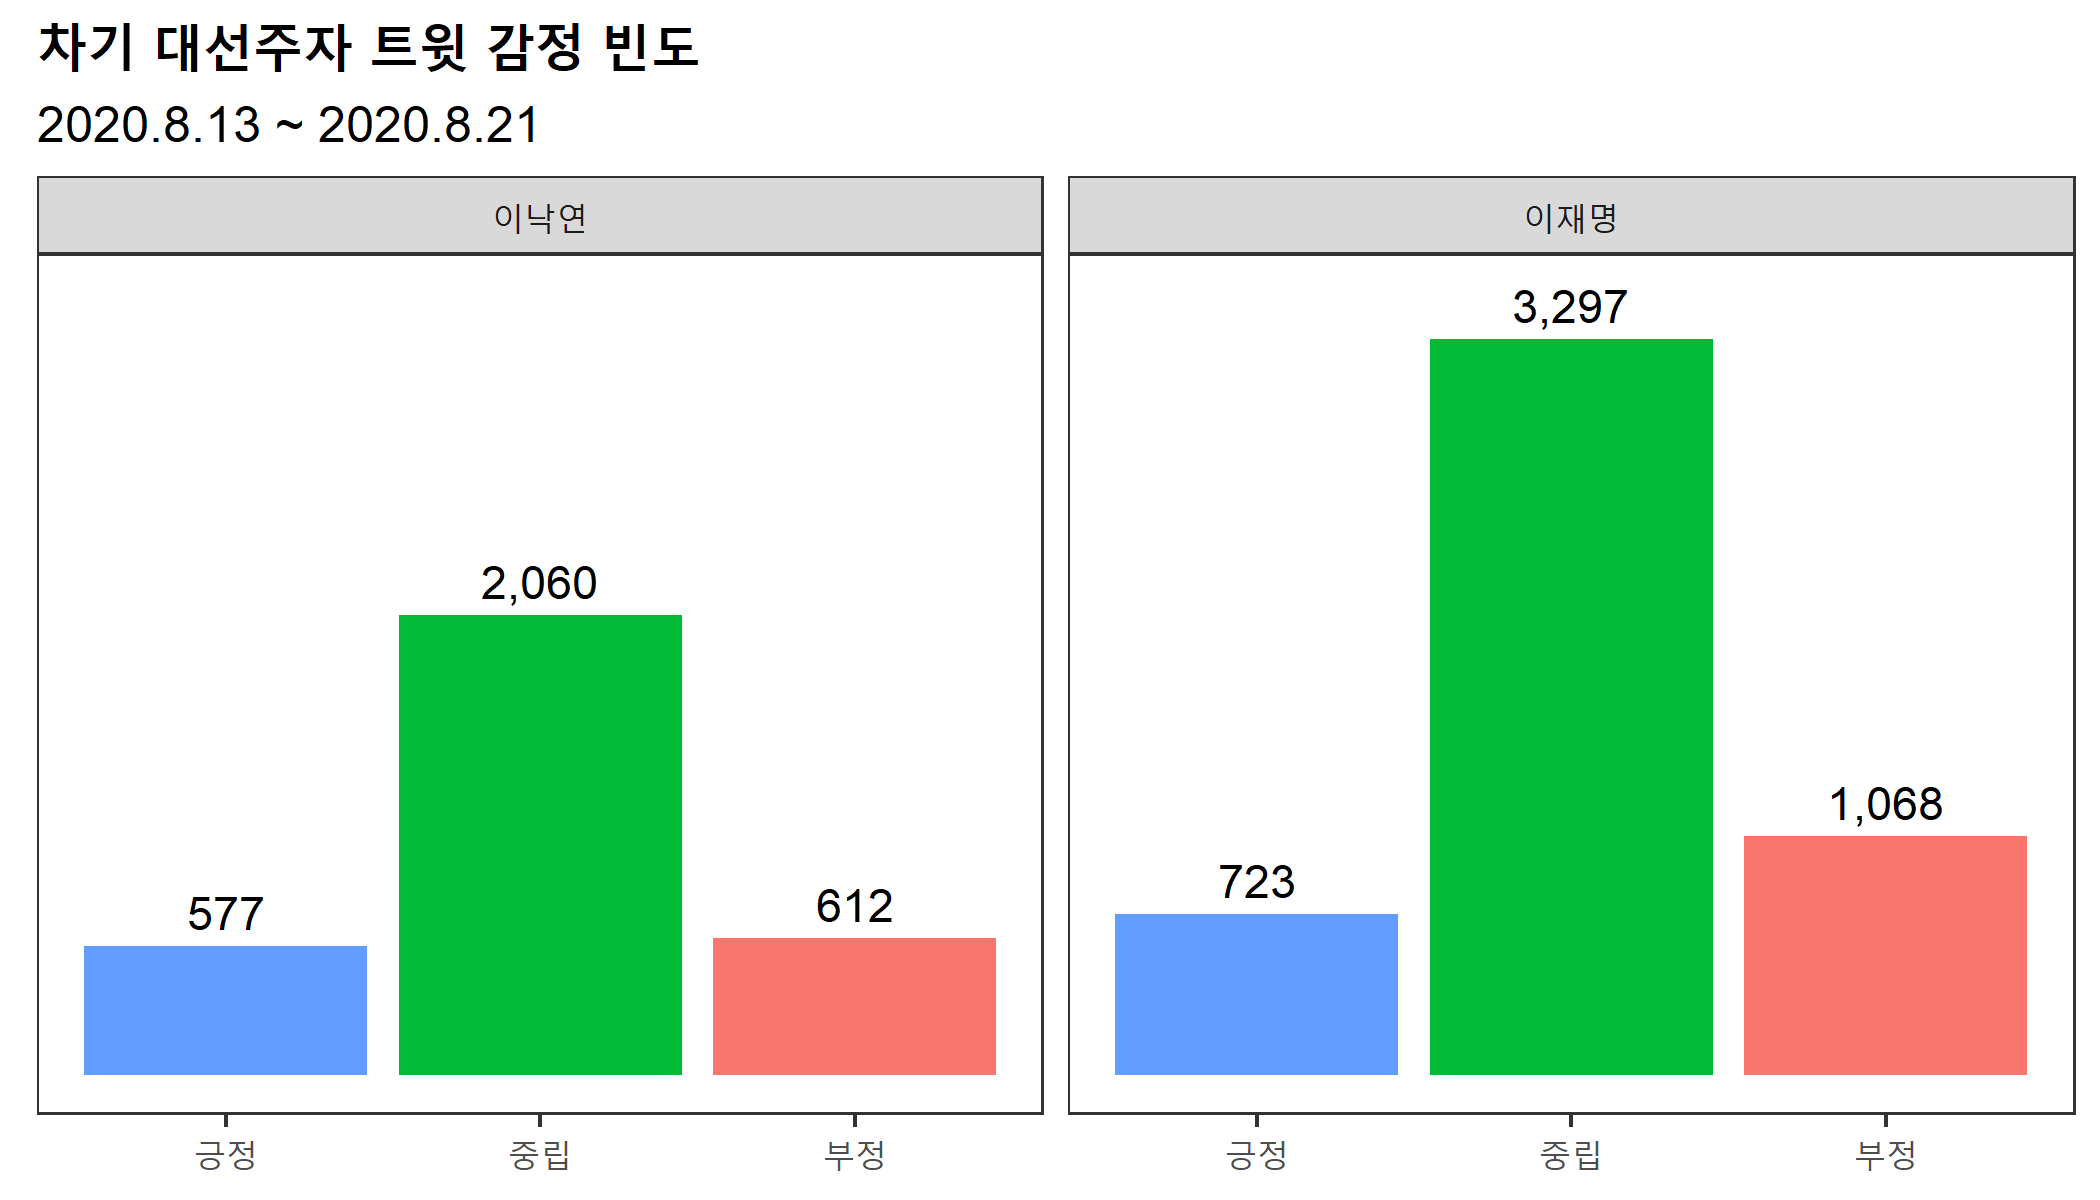 차기 대선주자 트윗 감정 빈도
2020.8.13 ~ 2020.8.21
이낙연
2,060
577
612
긍정 중립 부정
이재명
3,297
723
1,068
긍정 중립 부정